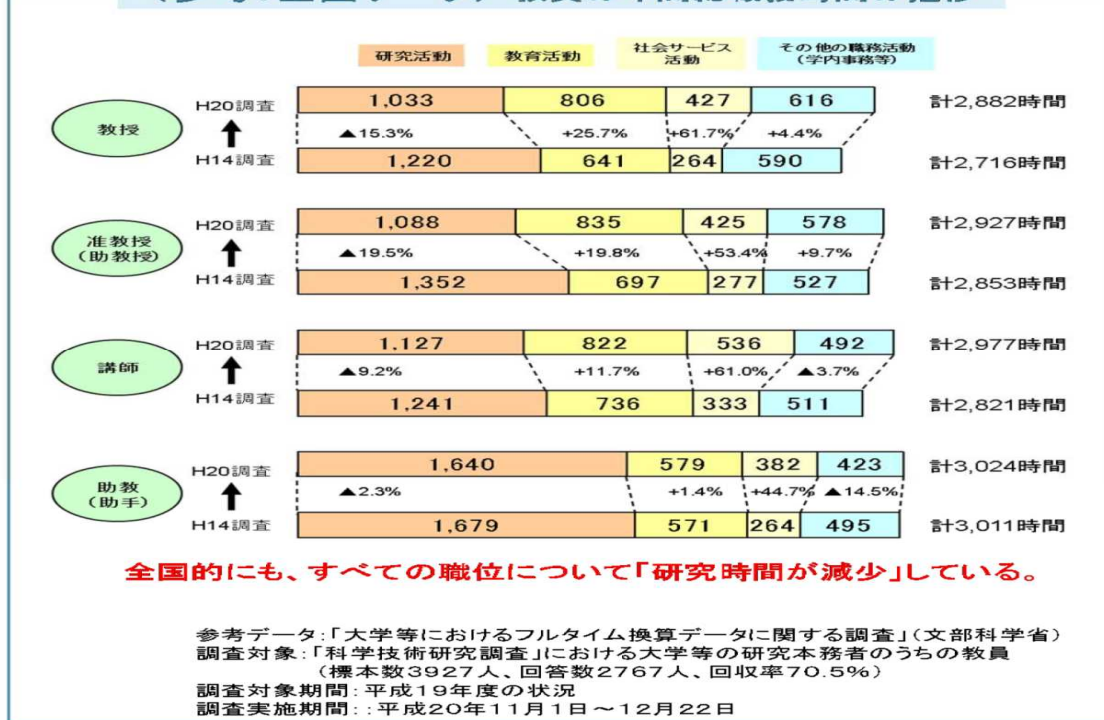 研究活動 教育活動 社会サービス活動 その他の職務活動(学内事務等)
教授
H20調査 1,033 806 427 616 計2,882時間
▲15.3% +25.7% +61.7% +4.4%
H14調査 1,220 641 264 590 計2,716時間
准教授(助教授)
H20調査 1,088 835 425 578 計2,927時間
▲19.5% +19.8% +53.4% +9.7%
H14調査 1,352 697 277 527 計2,853時間
講師
H20調査 1,127 822 536 492 計2,977時間
▲9.2% +11.7% +61.0% ▲3.7%
H14調査 1,241 736 333 511 計2,821時間
助教(助手)
H20調査 1,640 579 382 423 計3,024時間
▲2.3% +1.4% +44.7% ▲14.5%
H14調査 1,679 571 264 495 計3,011時間
全国的にも、すべての職位について「研究時間が減少」している。
参考データ:「大学等におけるフルタイム換算データに関する調査」(文部科学省)
調査対象:「科学技術研究調査」における大学等の研究本務者のうちの教員
(標本数3927人、回答数2767人、回収率70.5%)
調査対象期間:平成19年度の状況
調査実施期間::平成20年11月1日~12月22日